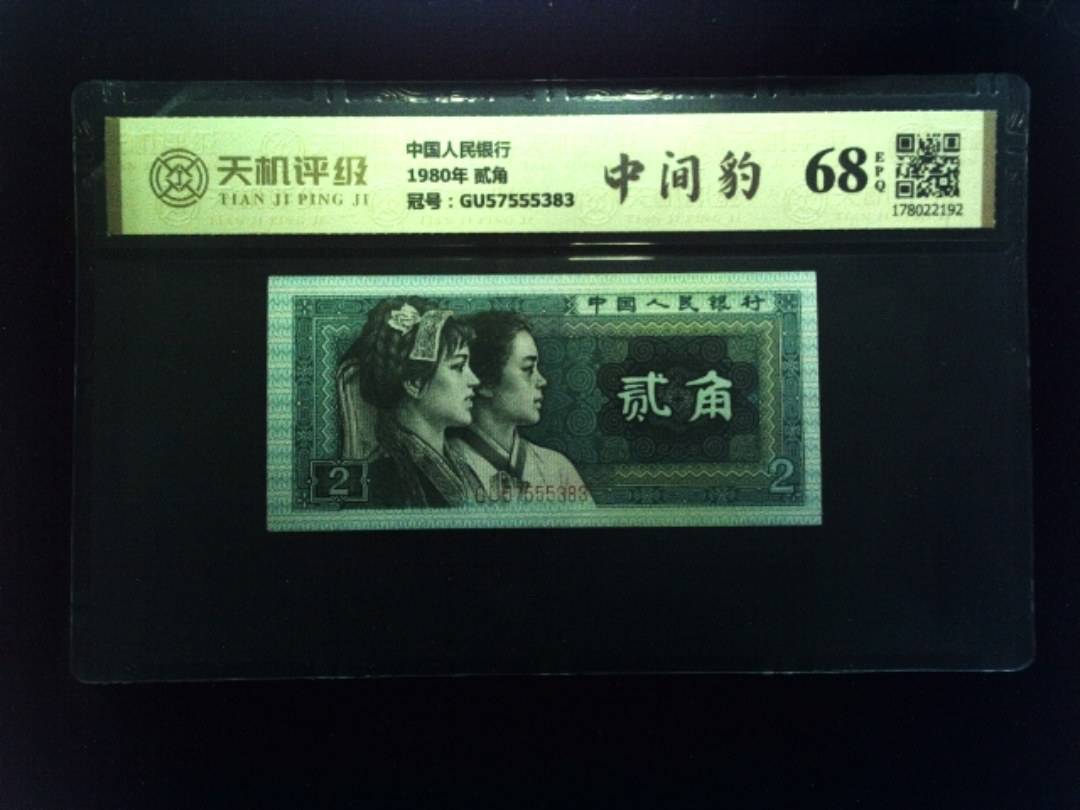 天机评级
TIAN JI PING JI
中国人民银行
1980年 贰角
冠号：GU57555383
中间豹
68
EPQ
178022192
中国人民银行
贰角
2
2
GU57555383